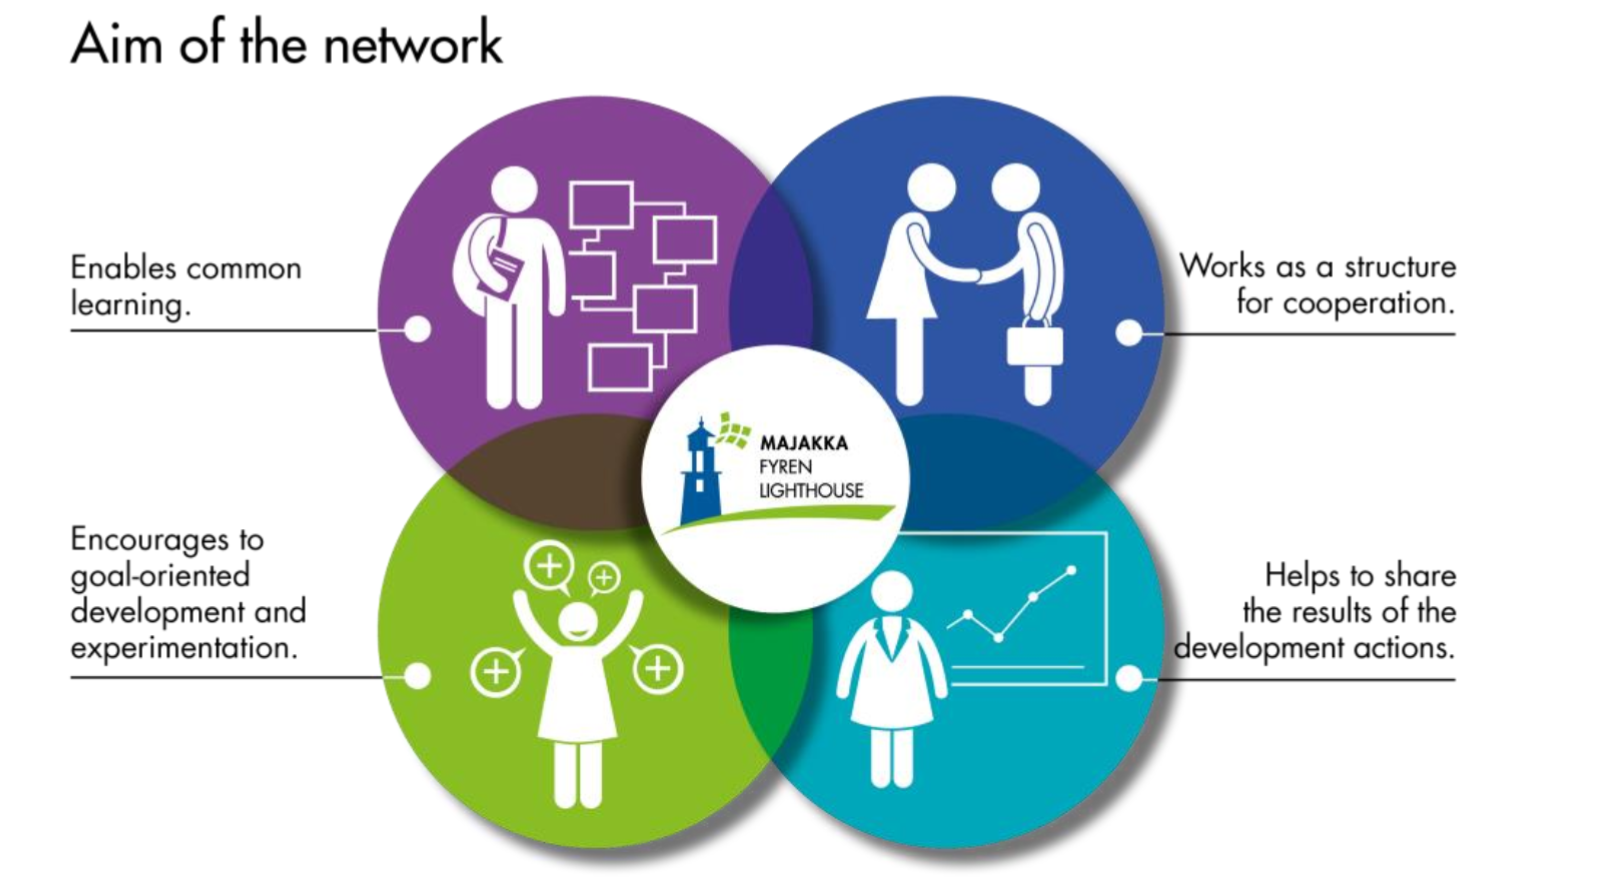 Aim of the network
Enables common
learning.
Works as a structure
for cooperation.
MAJAKKA
FYREN
LIGHTHOUSE
Encourages to
goal-oriented
development and
experimentation.
Helps to share
the results of the
development actions.